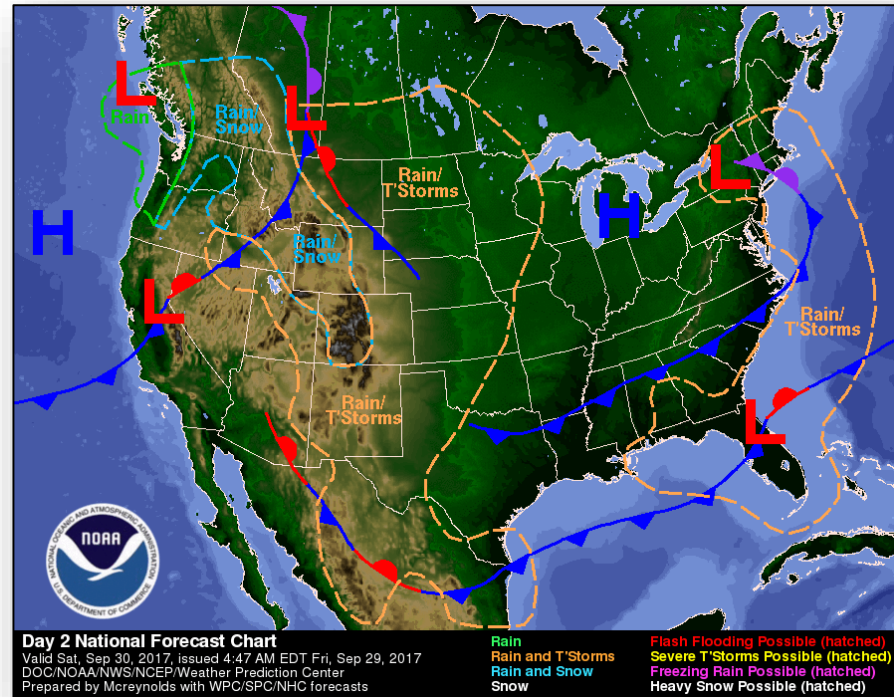 L
Rain
Rain/
Snow
L
Rain/
T'Storms
L
H
H
Rain/
Snow
L
Rain/
T'Storms
Rain/
T'Storms
L
NATIONAL OCEANIC AND ATMOSPHERIC ADMINISTRATION
NOAA
U.S. DEPARTMENT OF COMMERCE
Day 2 National Forecast Chart
Valid Sat, Sep 30, 2017, issued 4:47 AM EDT Fri, Sep 29, 2017
DOC/NOAA/NWS/NCEP/Weather Prediction Center
Prepared by Mcreynolds with WPC/SPC/NHC forecasts
Rain
Rain and T'Storms
Rain and Snow
Snow
Flash Flooding Possible (hatched)
Severe T'Storms Possible (hatched)
Freezing Rain Possible (hatched)
Heavy Snow Possible (hatched)